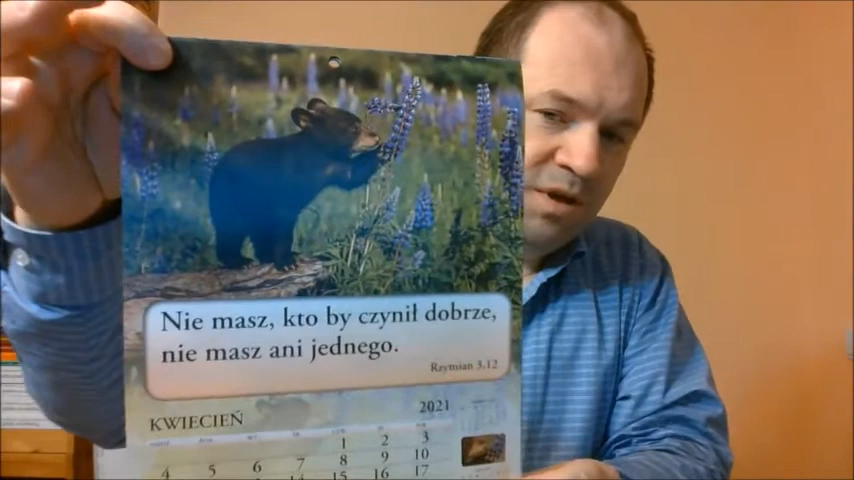 Nie masz, kto by czynił dobrze,
nie masz ani jednego.
Rzymian 3,12
KWIECIEŃ 2021
1 2 3
4 5 6 7 8 9 10
14 15 16 17